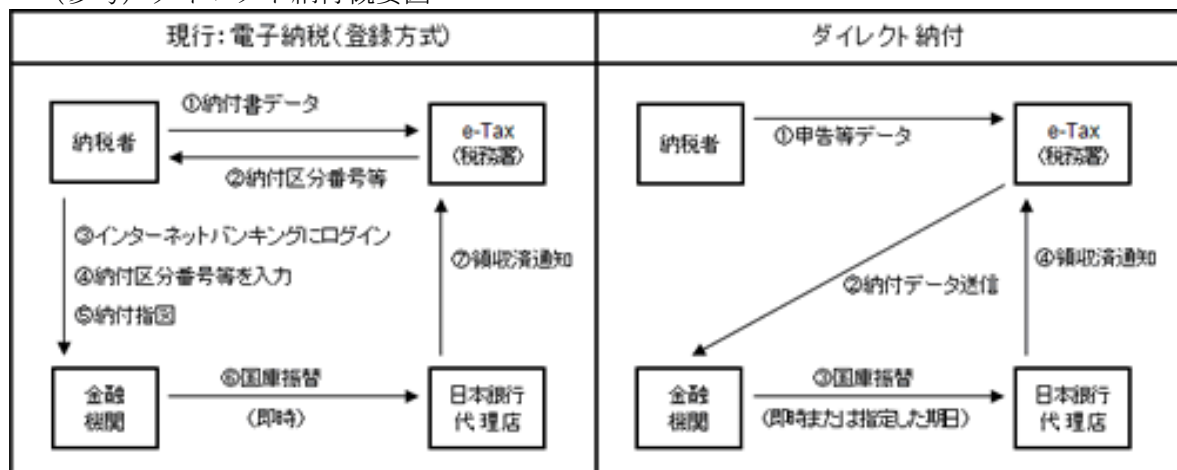 現行:電子納税(登録方式)
納税者
①納付書データ
e-Tax
(税務署)
②納付区分番号等
③インターネットバンキングにログイン
④納付区分番号等を入力
⑤納付指図
⑦領収済通知
金融
機関
⑥国庫振替
(即時)
日本銀行
代理店
ダイレクト納付
納税者
①申告等データ
e-Tax
(税務署)
②納付データ送信
④領収済通知
金融
機関
③国庫振替
(即時または指定した期日)
日本銀行
代理店